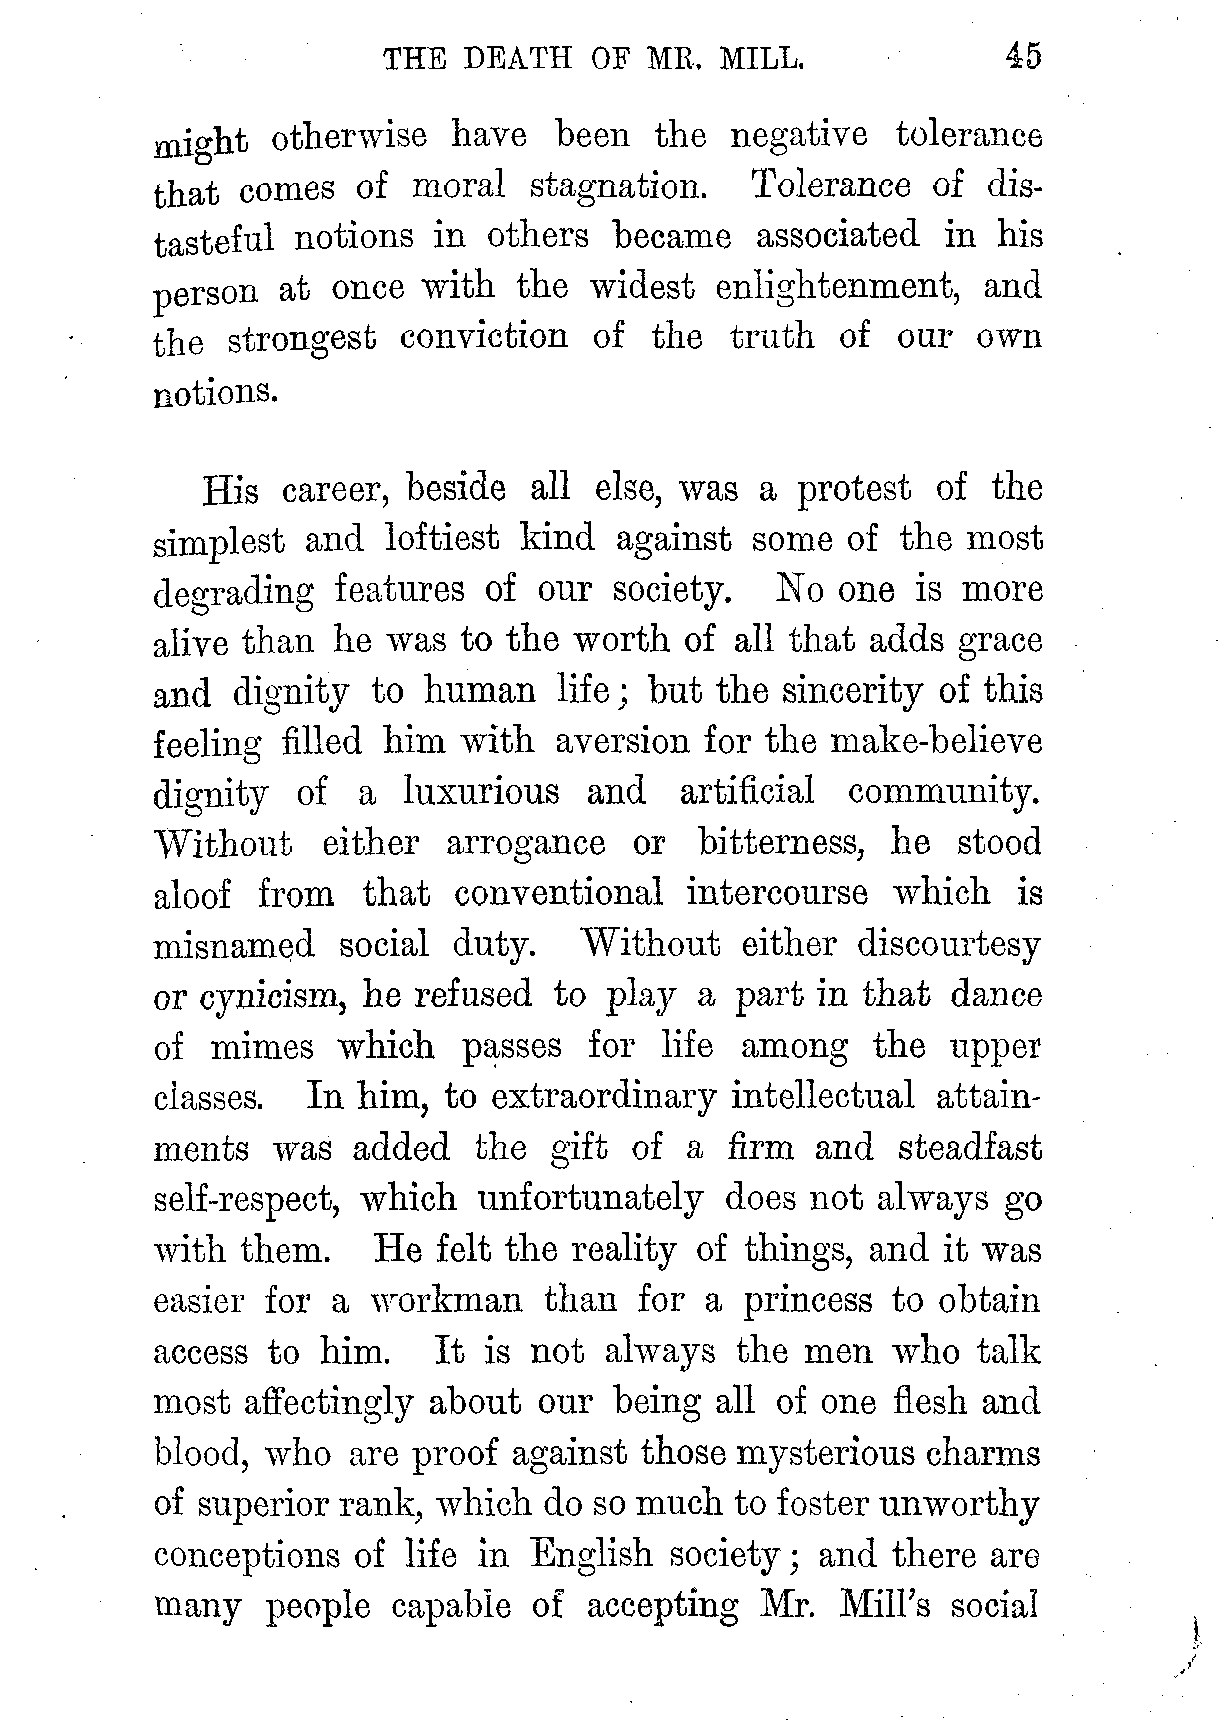 THE DEATH OF MR. MILL. 45
might otherwise have been the negative tolerance
that comes of moral stagnation. Tolerance of dis-
tasteful notions in others became associated in his
person at once with the widest enlightenment, and
the strongest conviction of the truth of our own
notions.
His career, beside all else, was a protest of the
simplest and loftiest kind against some of the most
degrading features of our society. No one is more
alive than he was to the worth of all that adds grace
and dignity to human life; but the sincerity of this
feeling filled him with aversion for the make-believe
dignity of a luxurious and artificial community.
Without either arrogance or bitterness, he stood
aloof from that conventional intercourse which is
misnamed social duty. Without either discourtesy
or cynicism, he refused to play a part in that dance
of mimes which passes for life among the upper
classes. In him, to extraordinary intellectual attain-
ments was added the gift of a firm and steadfast
self-respect, which unfortunately does not always go
with them. He felt the reality of things, and it was
easier for a workman than for a princess to obtain
access to him. It is not always the men who talk
most affectingly about our being all of one flesh and
blood, who are proof against those mysterious charms
of superior rank, which do so much to foster unworthy
conceptions of life in English society; and there are
many people capable of accepting Mr. Mill's social